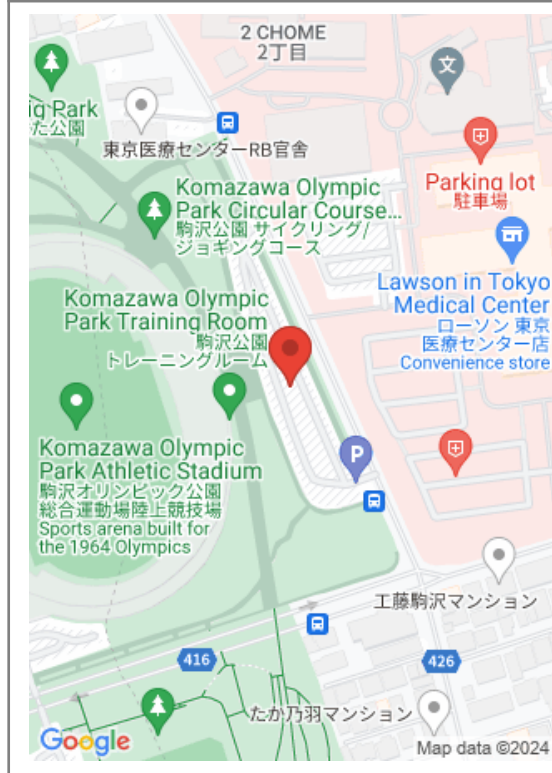 2 CHOME
2丁目
文
iq Park
た公園
東京医療センターRB官舎
Parking lot
駐車場
Komazawa Olympic
Park Circular Course...
駒沢公園 サイクリング/
ジョギングコース
Lawson in Tokyo
Medical Center
ローソン 東京
医療センター店
Convenience store
Komazawa Olympic
Park Training Room
駒沢公園
トレーニングルーム
Komazawa Olympic
Park Athletic Stadium
駒沢オリンピック公園
総合運動場陸上競技場
Sports arena built for
the 1964 Olympics
P
工藤駒沢マンション
416
426
たか乃羽マンション
Google
Map data ©2024